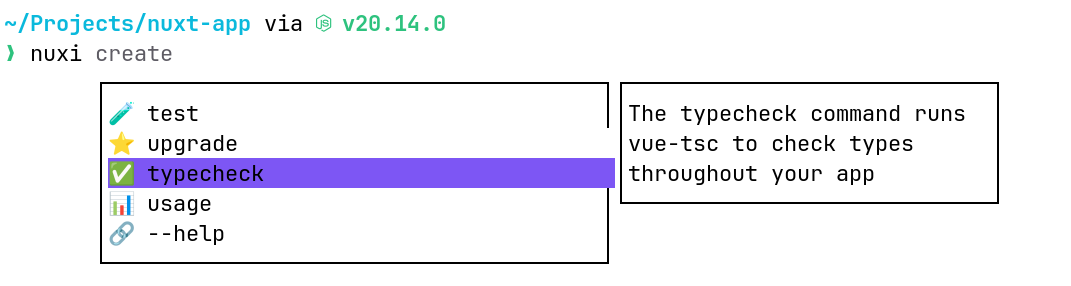 ~/Projects/nuxt-app via JS v20.14.0
❯ nuxi create
🧪 test
⭐ upgrade
✅ typecheck
📊 usage
🔗 --help
The typecheck command runs
vue-tsc to check types
throughout your app